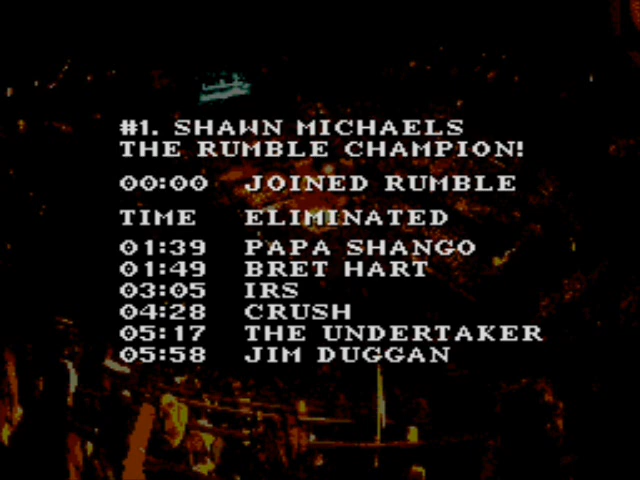 #1. SHAWN MICHAELS
THE RUMBLE CHAMPION!
00:00 JOINED RUMBLE
TIME ELIMINATED
01:39 PAPA SHANGO
01:49 BRET HART
03:05 IRS
04:28 CRUSH
05:17 THE UNDERTAKER
05:58 JIM DUGGAN